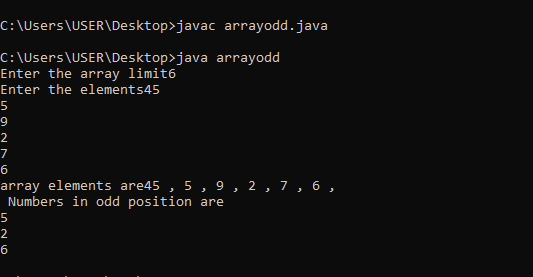 C:\Users\USER\Desktop>javac arrayodd.java
C:\Users\USER\Desktop>java arrayodd
Enter the array limit6
Enter the elements45
5
9
2
7
6
array elements are45 , 5 , 9 , 2 , 7 , 6 ,
 Numbers in odd position are
5
2
6